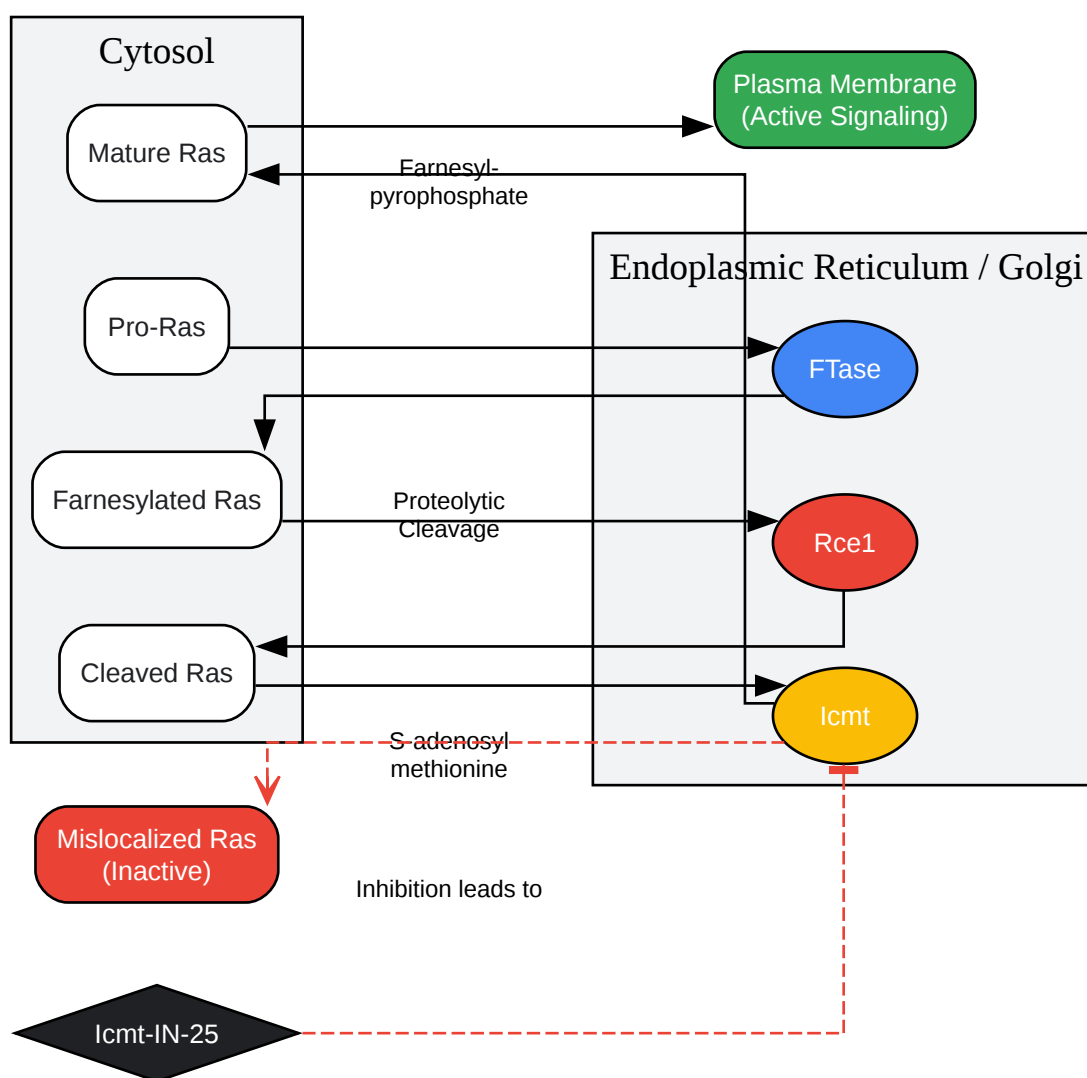 Cytosol
Plasma Membrane
(Active Signaling)
Mature Ras
Farnesyl-
pyrophosphate
Endoplasmic Reticulum / Golgi
Pro-Ras
FTase
Farnesylated Ras
Proteolytic
Cleavage
Rce1
Cleaved Ras
Icmt
S-adenosyl
methionine
Mislocalized Ras
(Inactive)
Inhibition leads to
Icmt-IN-25